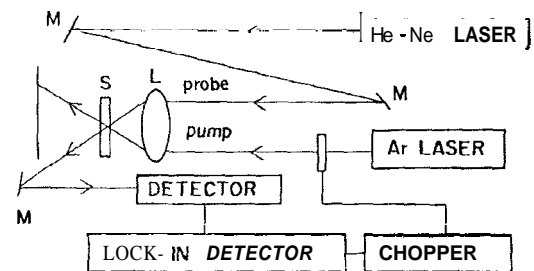 M
He-Ne LASER
S L probe
M
pump
Ar LASER
M
DETECTOR
LOCK-IN DETECTOR
CHOPPER